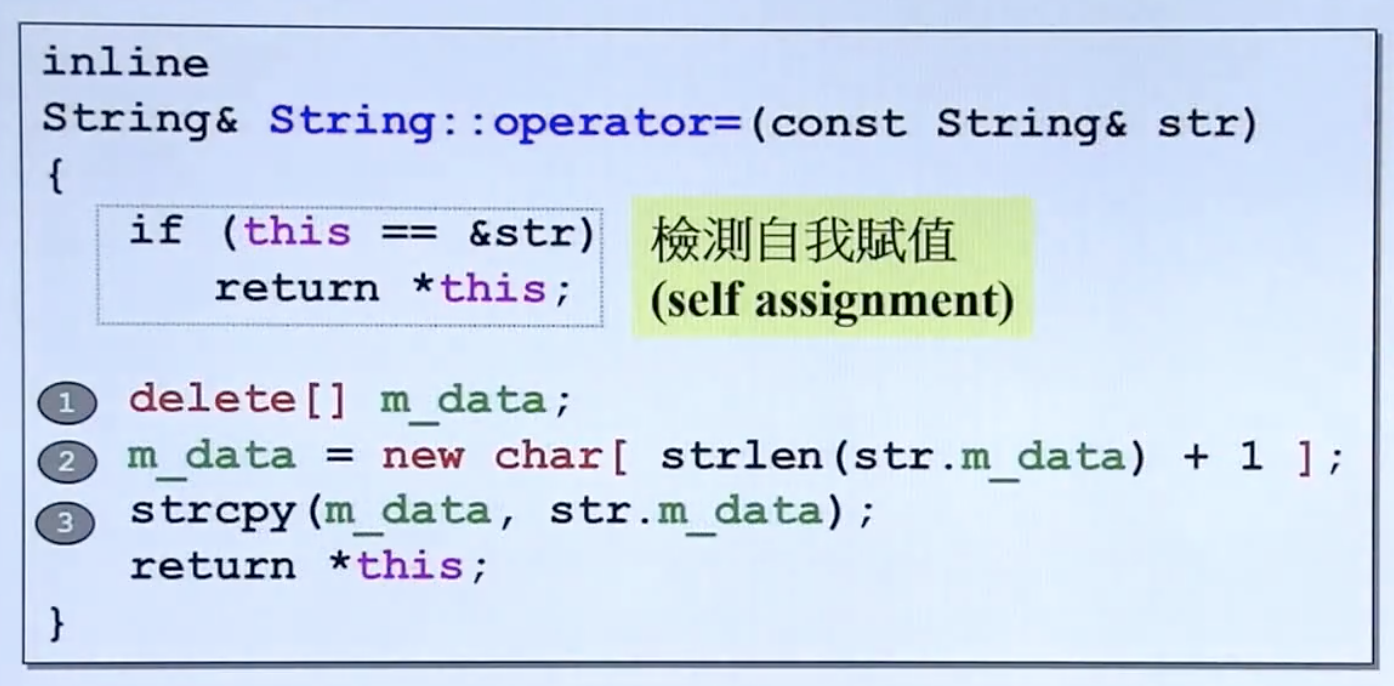 inline
String& String::operator=(const String& str)
{
if (this == &str)
return *this;
檢測自我賦值
(self assignment)
1 delete[] m_data;
2 m_data = new char[ strlen(str.m_data) + 1 ];
3 strcpy(m_data, str.m_data);
return *this;
}